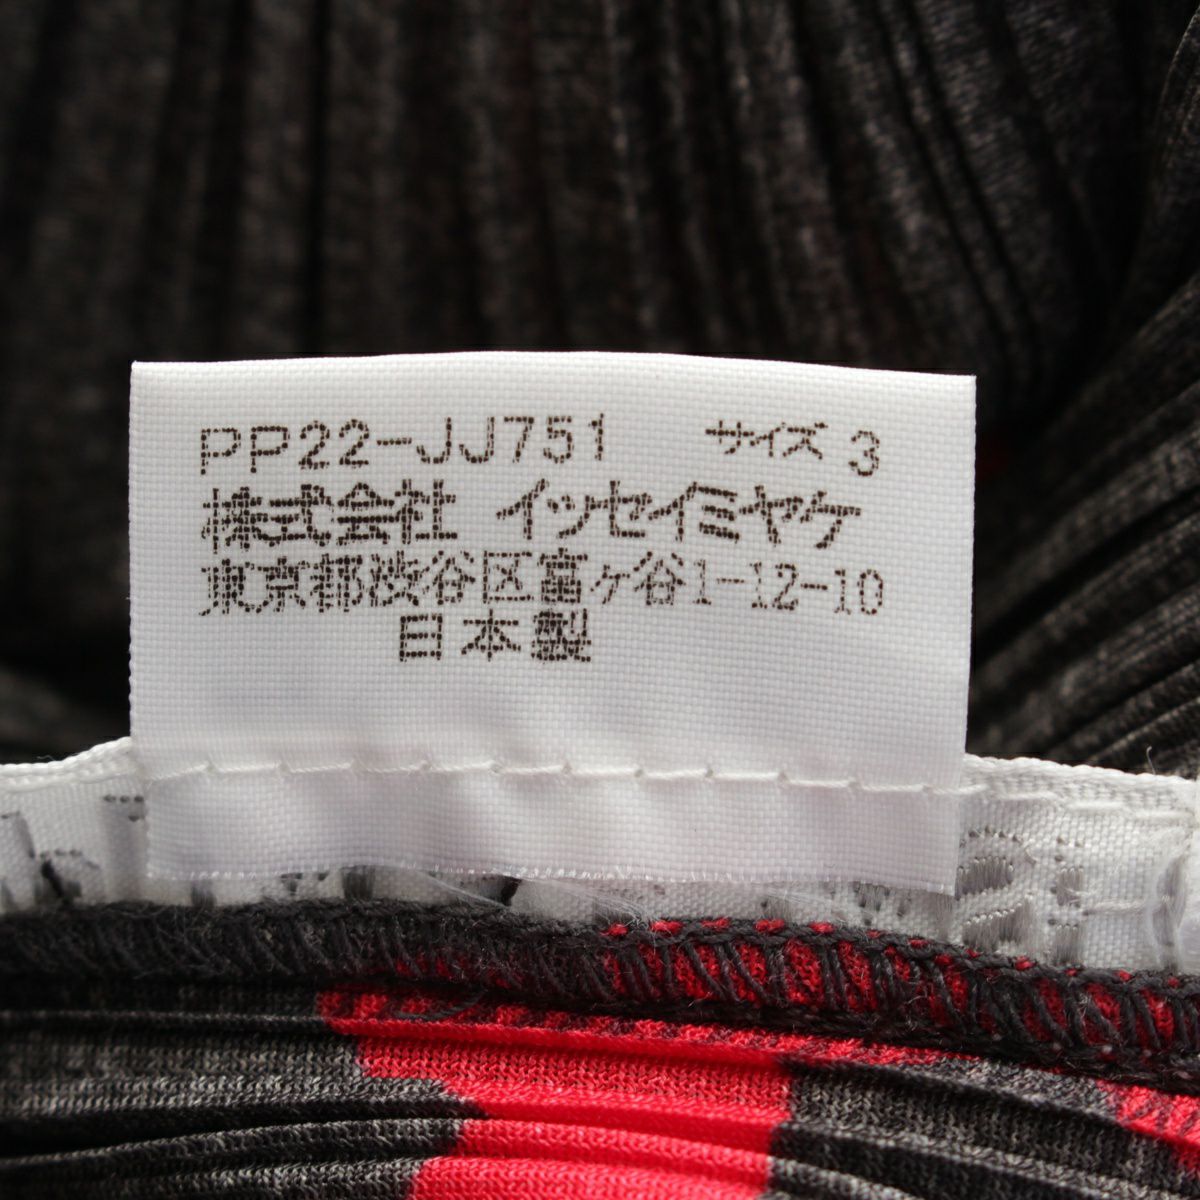 PP22-JJ751 サイズ 3
株式会社 イッセイミヤケ
東京都渋谷区富ヶ谷1-12-10
日本製